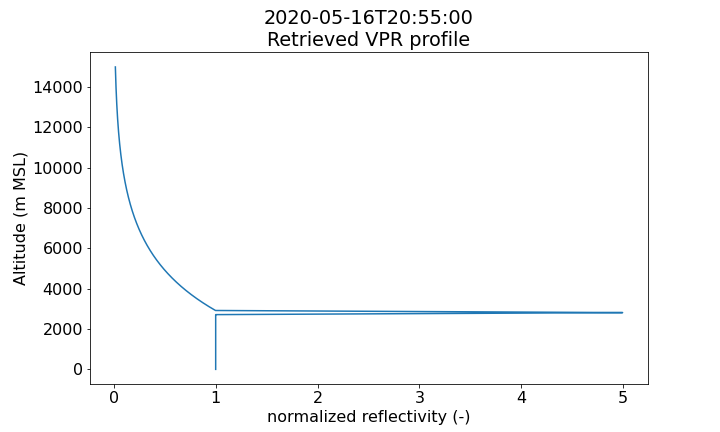 2020-05-16T20:55:00
Retrieved VPR profile
14000
12000
10000
8000
6000
4000
2000
0
Altitude (m MSL)
0 1 2 3 4 5
normalized reflectivity (-)